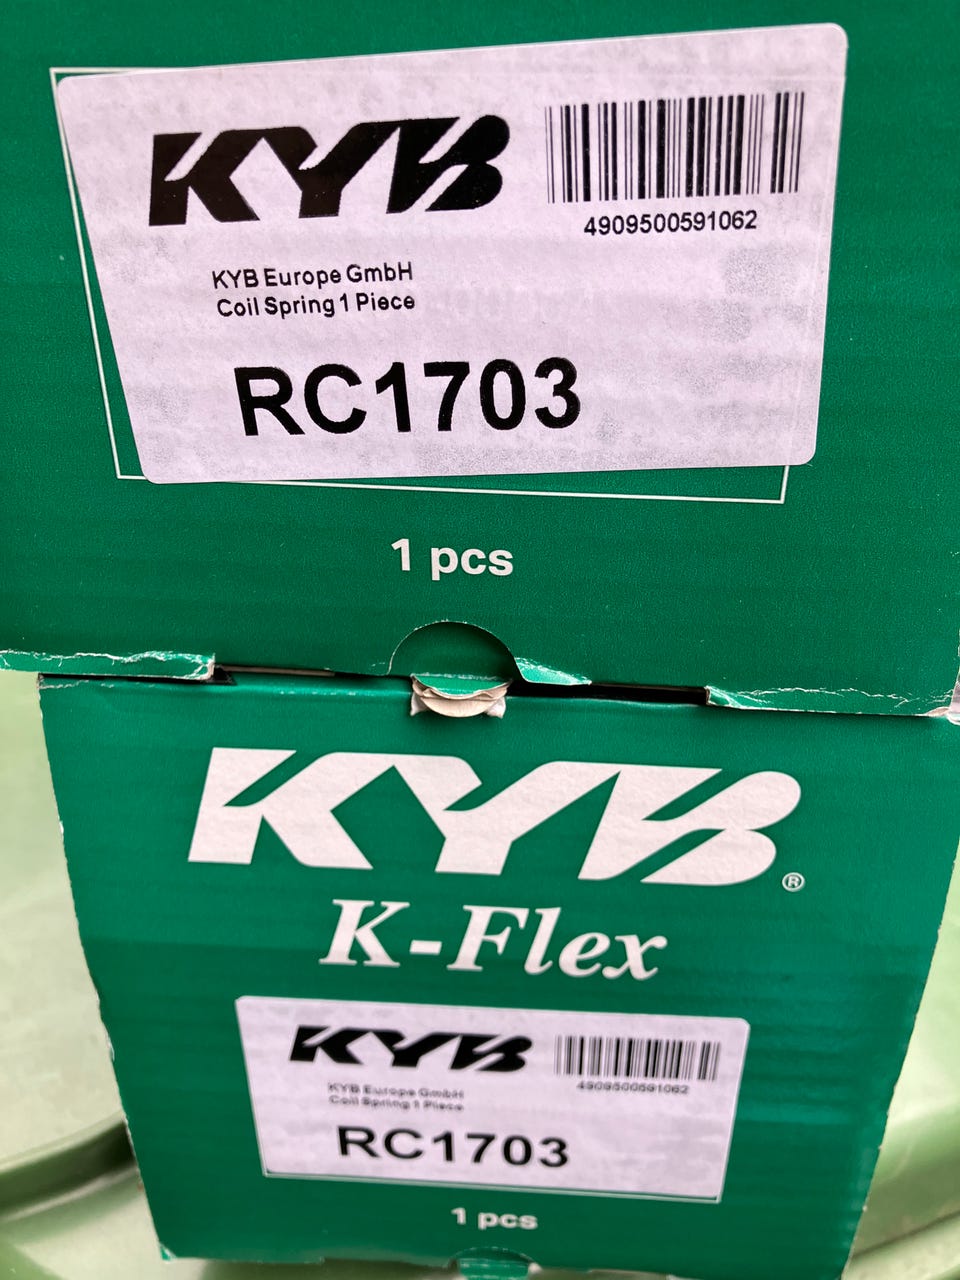 KYB
4909500591062
KYB Europe GmbH
Coil Spring 1 Piece
RC1703
1 pcs
KYB®
K-Flex
KYB
4909500591062
KYB Europe GmbH
Coil Spring 1 Piece
RC1703
1 pcs